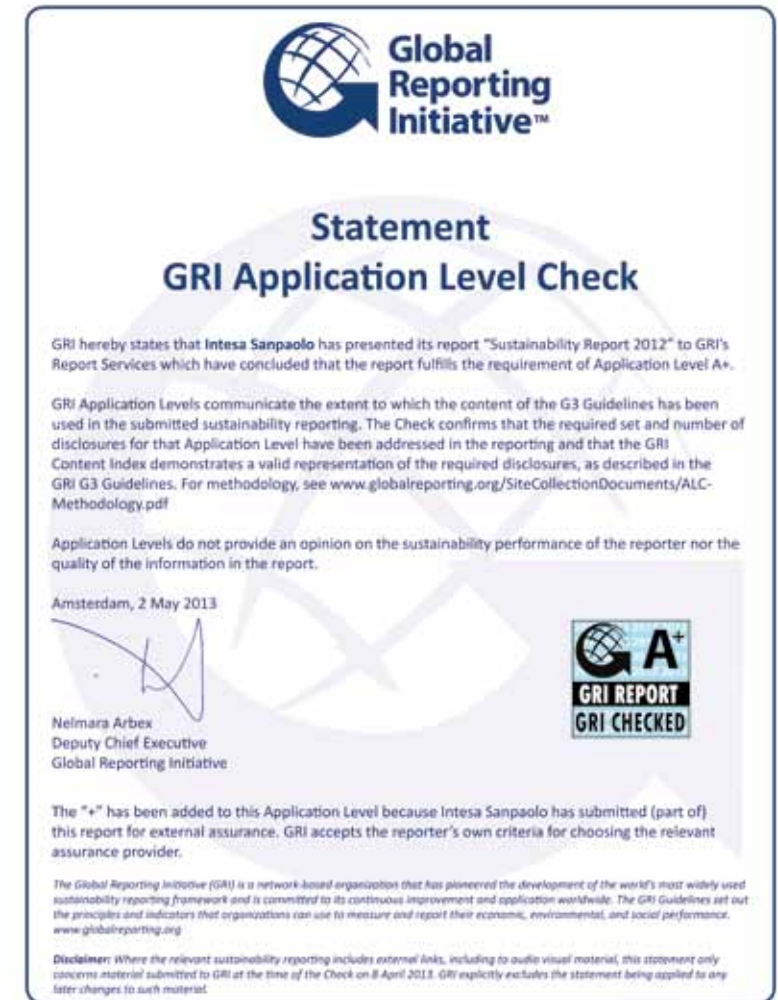 Global
Reporting
Initiative™
Statement
GRI Application Level Check
GRI hereby states that Intesa Sanpaolo has presented its report “Sustainability Report 2012” to GRI’s
Report Services which have concluded that the report fulfills the requirement of Application Level A+.
GRI Application Levels communicate the extent to which the content of the G3 Guidelines has been
used in the submitted sustainability reporting. The Check confirms that the required set and number of
disclosures for that Application Level have been addressed in the reporting and that the GRI
Content Index demonstrates a valid representation of the required disclosures, as described in the
GRI G3 Guidelines. For methodology, see www.globalreporting.org/SiteCollectionDocuments/ALC-
Methodology.pdf
Application Levels do not provide an opinion on the sustainability performance of the reporter nor the
quality of the information in the report.
Amsterdam, 2 May 2013
A+
GRI REPORT
GRI CHECKED
Nelmara Arbex
Deputy Chief Executive
Global Reporting Initiative
The “+” has been added to this Application Level because Intesa Sanpaolo has submitted (part of)
this report for external assurance. GRI accepts the reporter’s own criteria for choosing the relevant
assurance provider.
The Global Reporting Initiative (GRI) is a network-based organization that has pioneered the development of the world’s most widely used
sustainability reporting framework and is committed to its continuous improvement and application worldwide. The GRI Guidelines set out
the principles and indicators that organizations can use to measure and report their economic, environmental, and social performance.
www.globalreporting.org
Disclaimer: Where the relevant sustainability reporting includes external links, including to audio visual material, this statement only
concerns material submitted to GRI at the time of the Check on 8 April 2013. GRI explicitly excludes the statement being applied to any
later changes to such material.